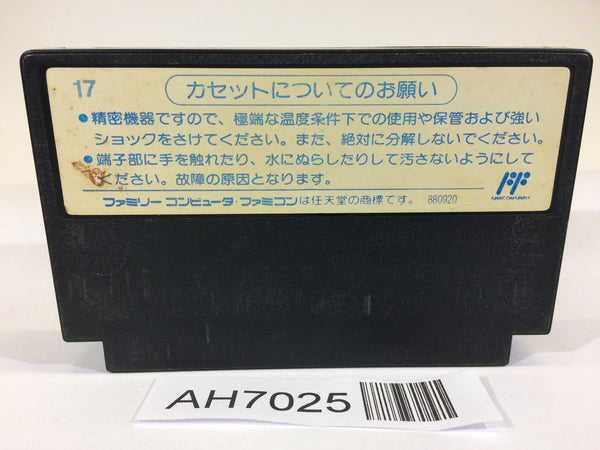 17
カセットについてのお願い
●精密機器ですので、極端な温度条件下での使用や保管および強い
ショックをさけてください。また、絶対に分解しないでください。
●端子部に手を触れたり、水にぬらしたりして汚さないようにして
ください。故障の原因となります。
ファミリーコンピュータ・ファミコンは任天堂の商標です。 880920
FAMICOM FAMILY
AH7025